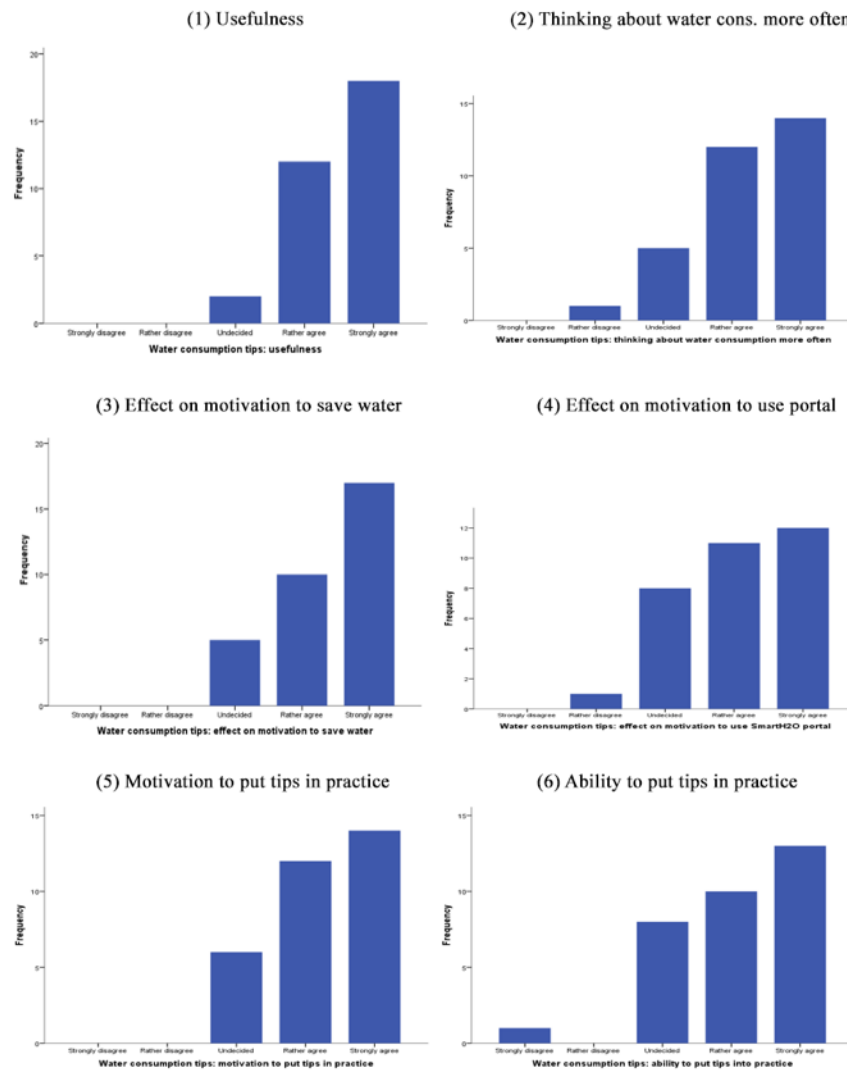 (1) Usefulness
20
15
10
5
0
Frequency
Strongly disagree Rather disagree Undecided Rather agree Strongly agree
Water consumption tips: usefulness
(2) Thinking about water cons. more often
15
10
5
0
Frequency
Strongly disagree Rather disagree Undecided Rather agree Strongly agree
Water consumption tips: thinking about water consumption more often
(3) Effect on motivation to save water
20
15
10
5
0
Frequency
Strongly disagree Rather disagree Undecided Rather agree Strongly agree
Water consumption tips: effect on motivation to save water
(4) Effect on motivation to use portal
12
10
8
6
4
2
0
Frequency
Strongly disagree Rather disagree Undecided Rather agree Strongly agree
Water consumption tips: effect on motivation to use SmartH2O portal
(5) Motivation to put tips in practice
15
10
5
0
Frequency
Strongly disagree Rather disagree Undecided Rather agree Strongly agree
Water consumption tips: motivation to put tips in practice
(6) Ability to put tips in practice
15
10
5
0
Frequency
Strongly disagree Rather disagree Undecided Rather agree Strongly agree
Water consumption tips: ability to put tips into practice